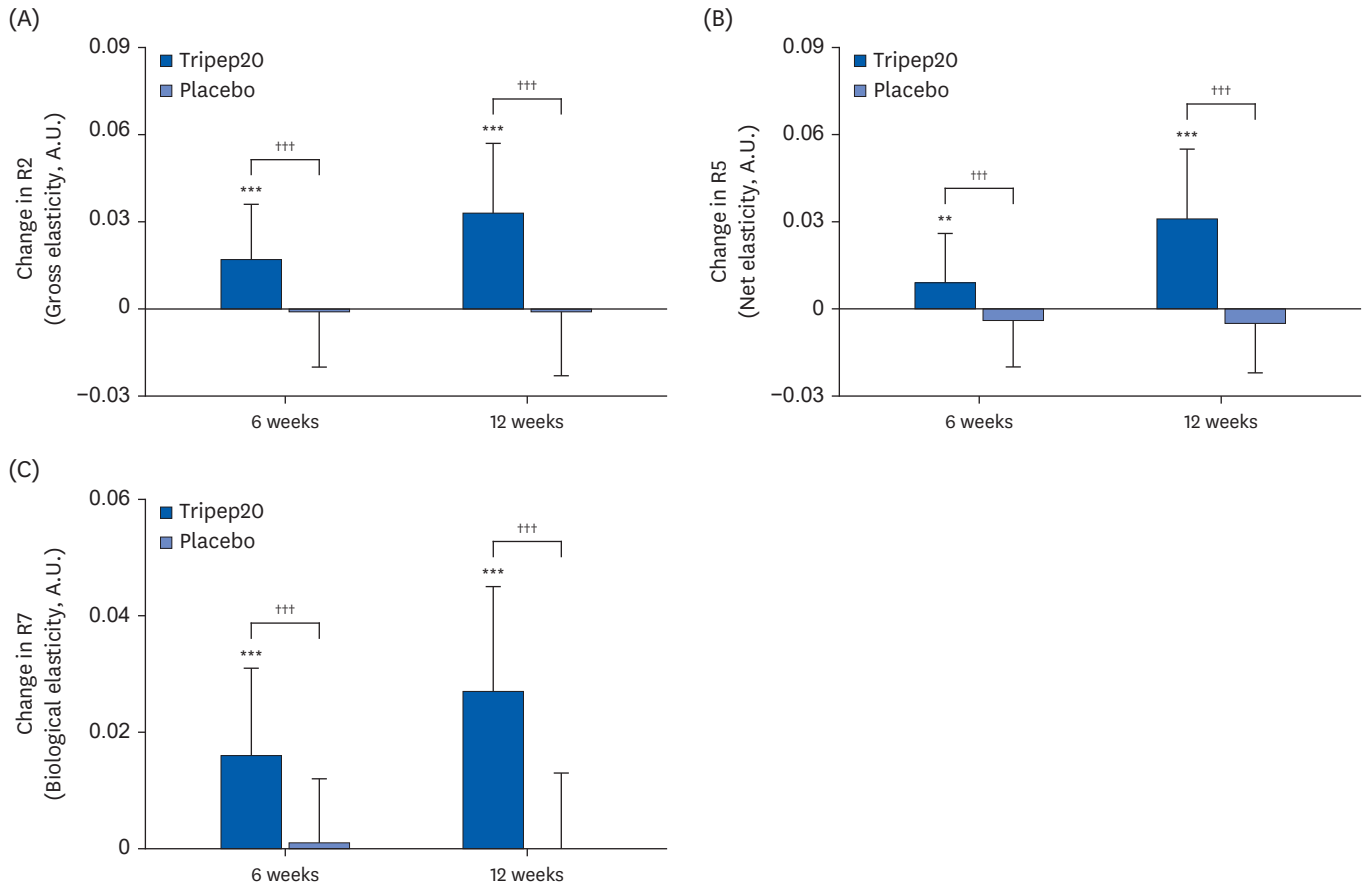 (A)
Change in R2
(Gross elasticity, A.U.)
0.09
0.06
0.03
0
−0.03
Tripep20
Placebo
***
†††
***
†††
6 weeks
12 weeks
(B)
Change in R5
(Net elasticity, A.U.)
0.09
0.06
0.03
0
−0.03
Tripep20
Placebo
**
†††
***
†††
6 weeks
12 weeks
(C)
Change in R7
(Biological elasticity, A.U.)
0.06
0.04
0.02
0
Tripep20
Placebo
***
†††
***
†††
6 weeks
12 weeks